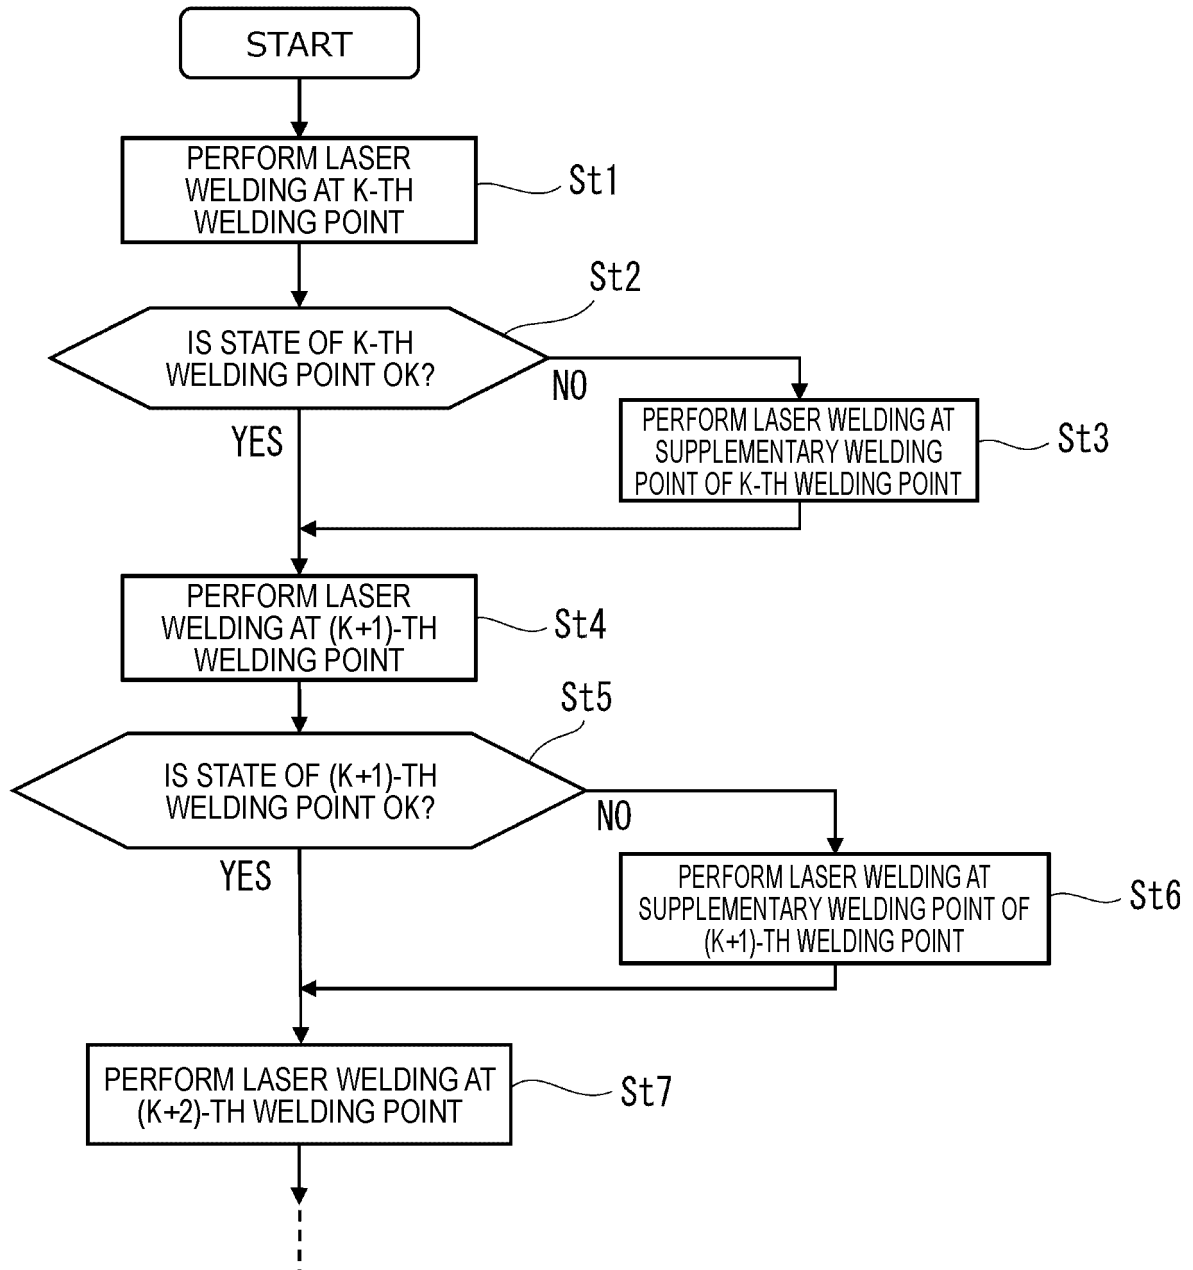 START
PERFORM LASER
WELDING AT K-TH
WELDING POINT
St1
St2
IS STATE OF K-TH
WELDING POINT OK?
NO
YES
PERFORM LASER WELDING AT
SUPPLEMENTARY WELDING
POINT OF K-TH WELDING POINT
St3
PERFORM LASER
WELDING AT (K+1)-TH
WELDING POINT
St4
St5
IS STATE OF (K+1)-TH
WELDING POINT OK?
NO
YES
PERFORM LASER WELDING AT
SUPPLEMENTARY WELDING POINT OF
(K+1)-TH WELDING POINT
St6
PERFORM LASER WELDING AT
(K+2)-TH WELDING POINT
St7